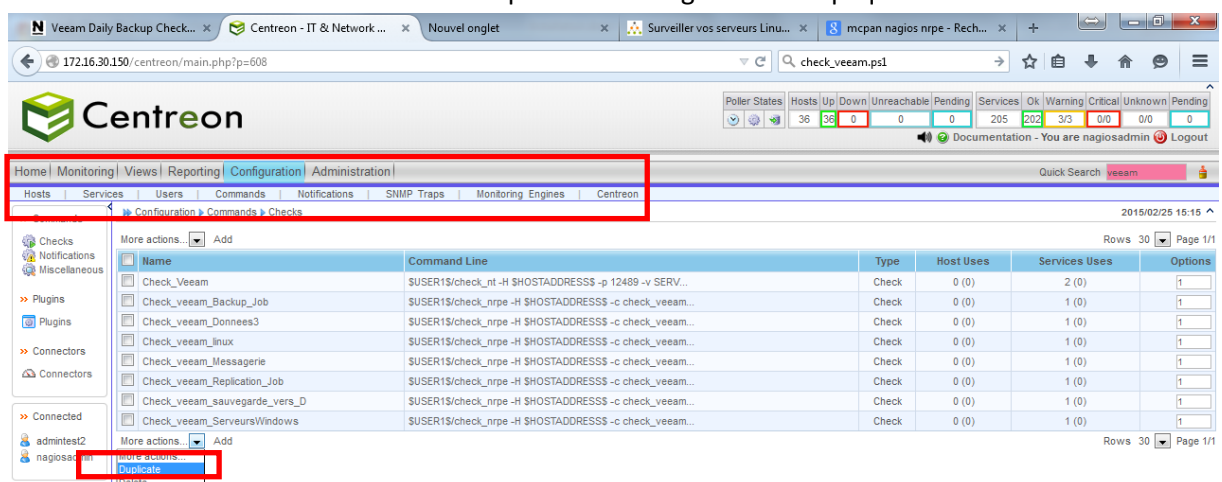 Veeam Daily Backup Check... × Centreon - IT & Network ... × Nouvel onglet × Surveiller vos serveurs Linu... × mcpan nagios nrpe - Rech... × +
172.16.30.150/centreon/main.php?p=608 check_veeam.ps1
Centreon
Poller States Hosts Up Down Unreachable Pending Services Ok Warning Critical Unknown Pending
36 36 0 0 0 205 202 3/3 0/0 0/0 0
Documentation - You are nagiosadmin Logout
Home | Monitoring | Views | Reporting | Configuration | Administration | Quick Search veeam
Hosts | Services | Users | Commands | Notifications | SNMP Traps | Monitoring Engines | Centreon
Commands Configuration ▸ Commands ▸ Checks 2015/02/25 15:15
Checks
Notifications
Miscellaneous
» Plugins
Plugins
» Connectors
Connectors
» Connected
admintest2
nagiosadmin
More actions... Add Rows 30 Page 1/1
Name Command Line Type Host Uses Services Uses Options
Check_Veeam $USER1$/check_nt -H $HOSTADDRESS$ -p 12489 -v SERV... Check 0 (0) 2 (0) 1
Check_veeam_Backup_Job $USER1$/check_nrpe -H $HOSTADDRESS$ -c check_veeam... Check 0 (0) 1 (0) 1
Check_veeam_Donnees3 $USER1$/check_nrpe -H $HOSTADDRESS$ -c check_veeam... Check 0 (0) 1 (0) 1
Check_veeam_linux $USER1$/check_nrpe -H $HOSTADDRESS$ -c check_veeam... Check 0 (0) 1 (0) 1
Check_veeam_Messagerie $USER1$/check_nrpe -H $HOSTADDRESS$ -c check_veeam... Check 0 (0) 1 (0) 1
Check_veeam_Replication_Job $USER1$/check_nrpe -H $HOSTADDRESS$ -c check_veeam... Check 0 (0) 1 (0) 1
Check_veeam_sauvegarde_vers_D $USER1$/check_nrpe -H $HOSTADDRESS$ -c check_veeam... Check 0 (0) 1 (0) 1
Check_veeam_ServeursWindows $USER1$/check_nrpe -H $HOSTADDRESS$ -c check_veeam... Check 0 (0) 1 (0) 1
More actions... Add Rows 30 Page 1/1
More actions...
Duplicate